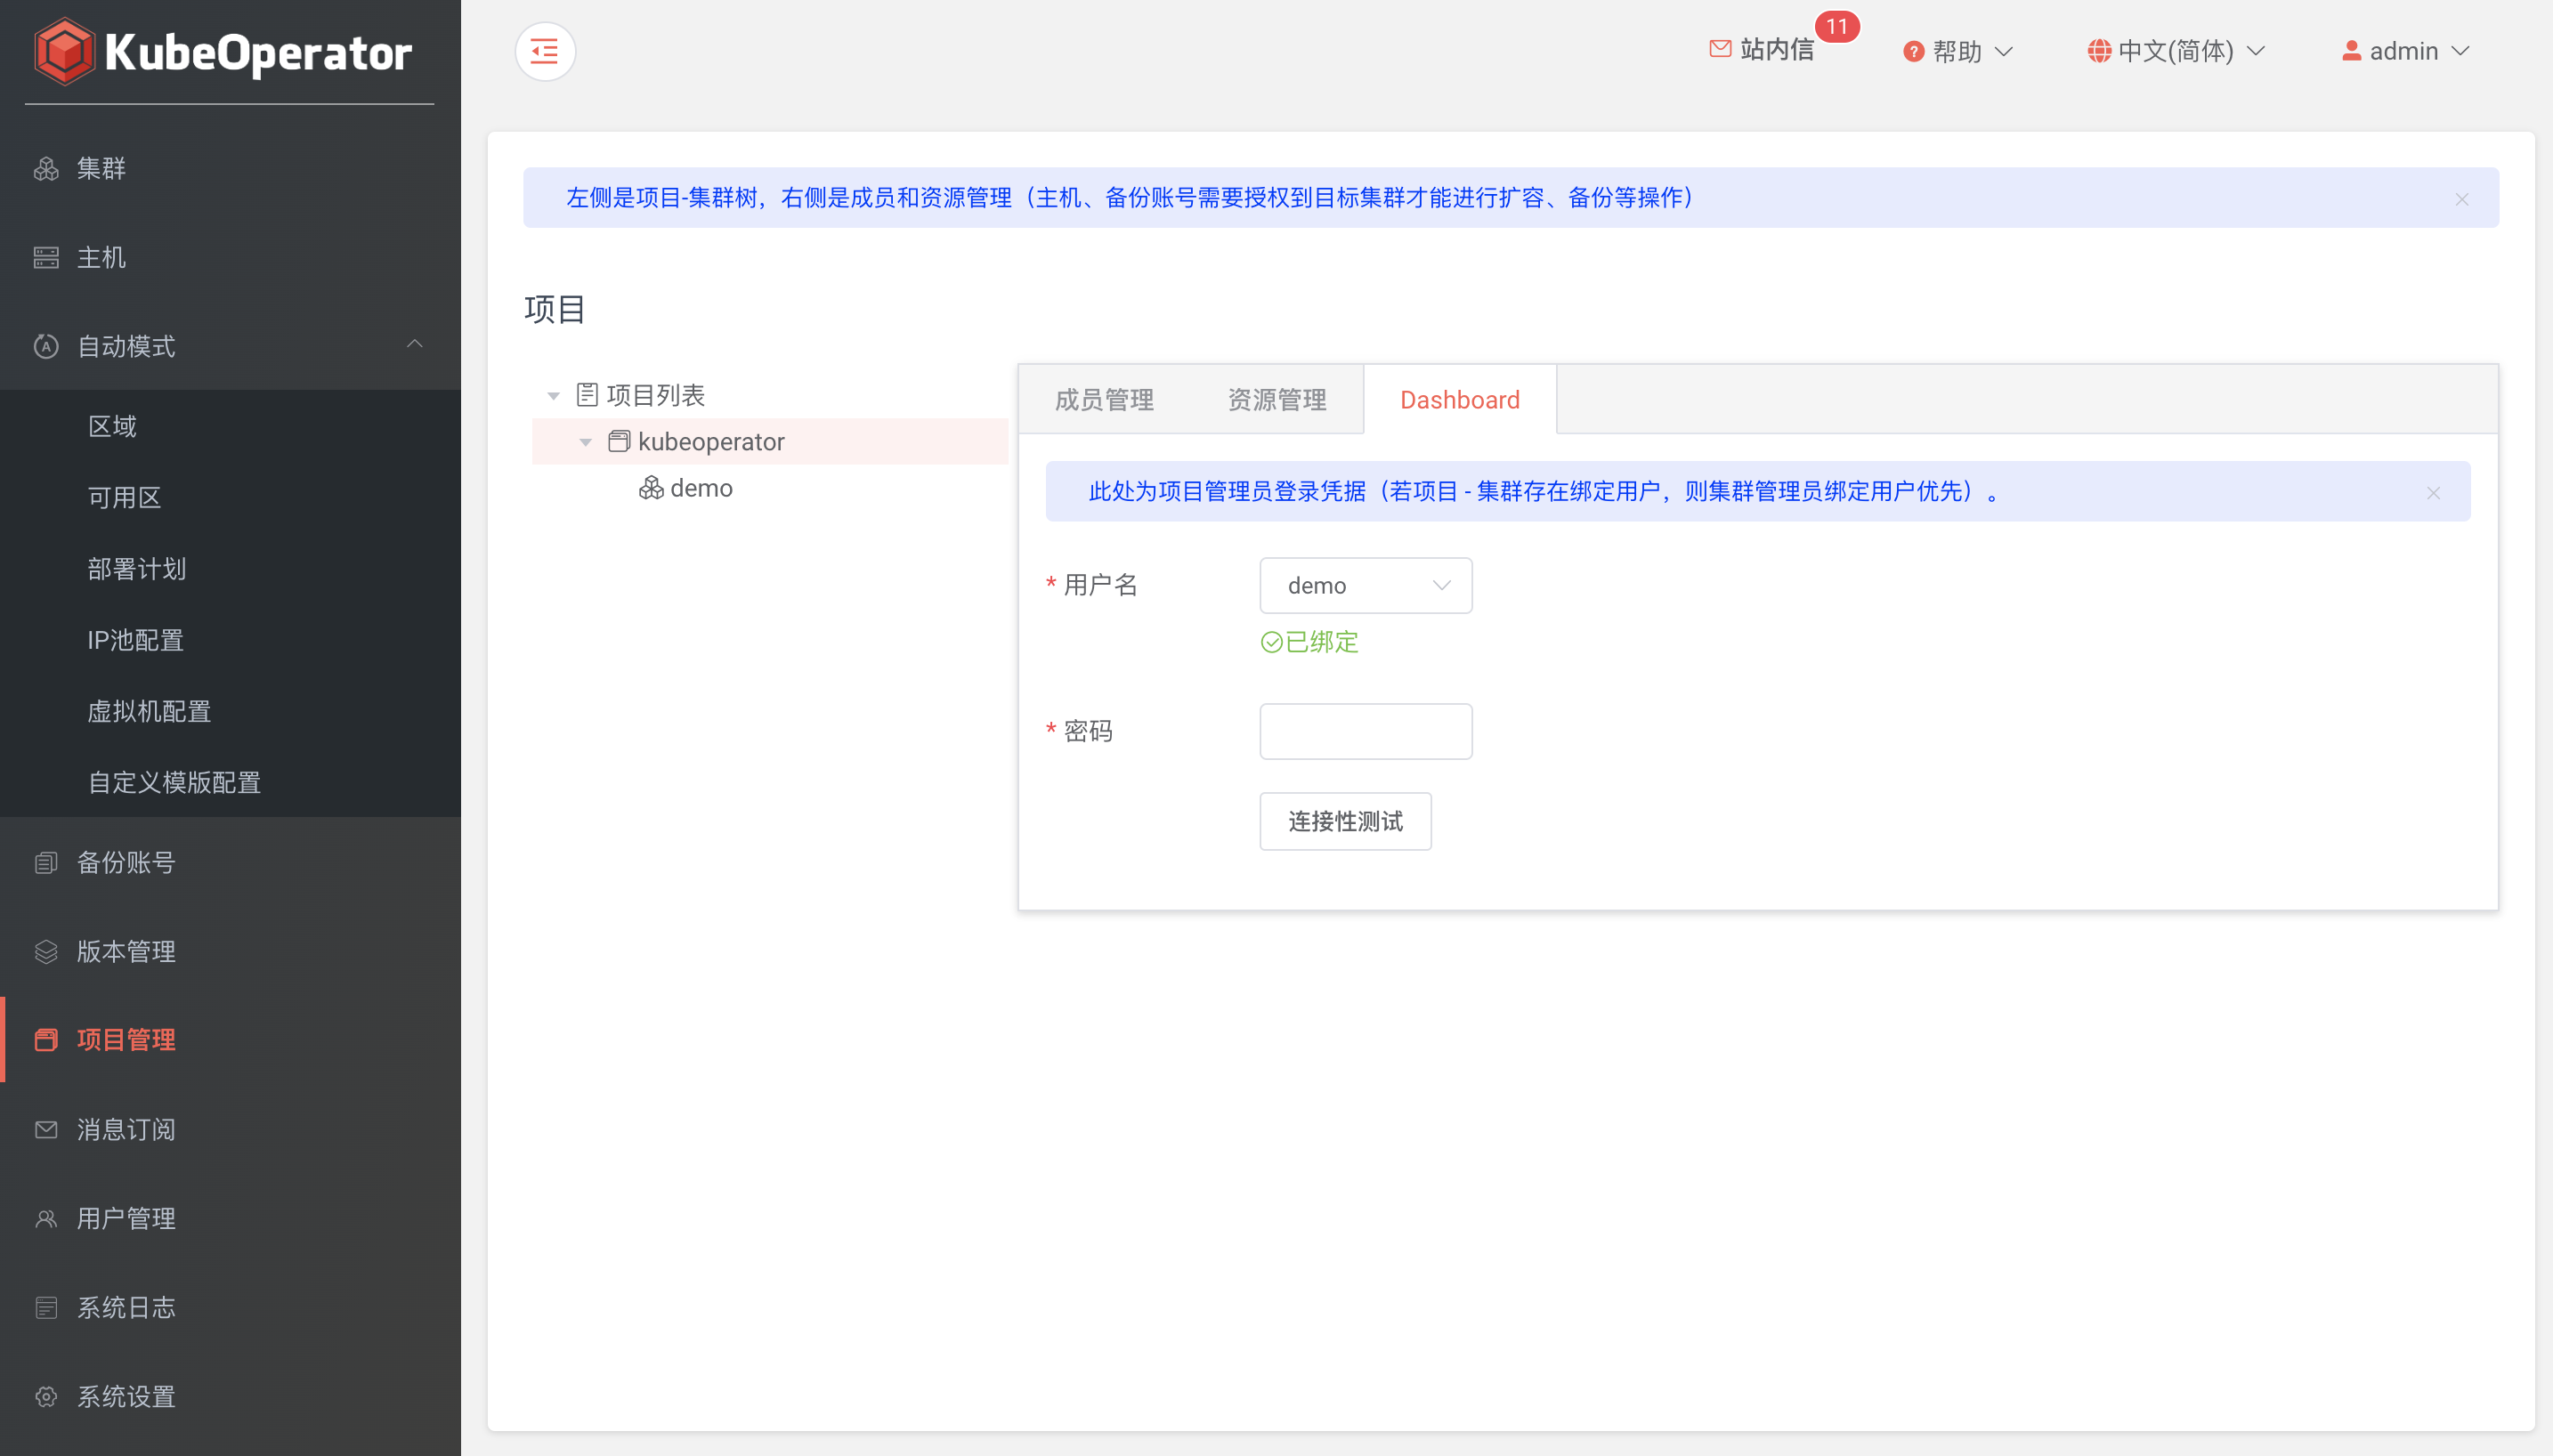 KubeOperator
站内信
11
帮助
中文(简体)
admin
集群
主机
自动模式
区域
可用区
部署计划
IP池配置
虚拟机配置
自定义模版配置
备份账号
版本管理
项目管理
消息订阅
用户管理
系统日志
系统设置
左侧是项目-集群树，右侧是成员和资源管理（主机、备份账号需要授权到目标集群才能进行扩容、备份等操作）
项目
项目列表
kubeoperator
demo
成员管理
资源管理
Dashboard
此处为项目管理员登录凭据（若项目 - 集群存在绑定用户，则集群管理员绑定用户优先）。
* 用户名
demo
已绑定
* 密码
连接性测试